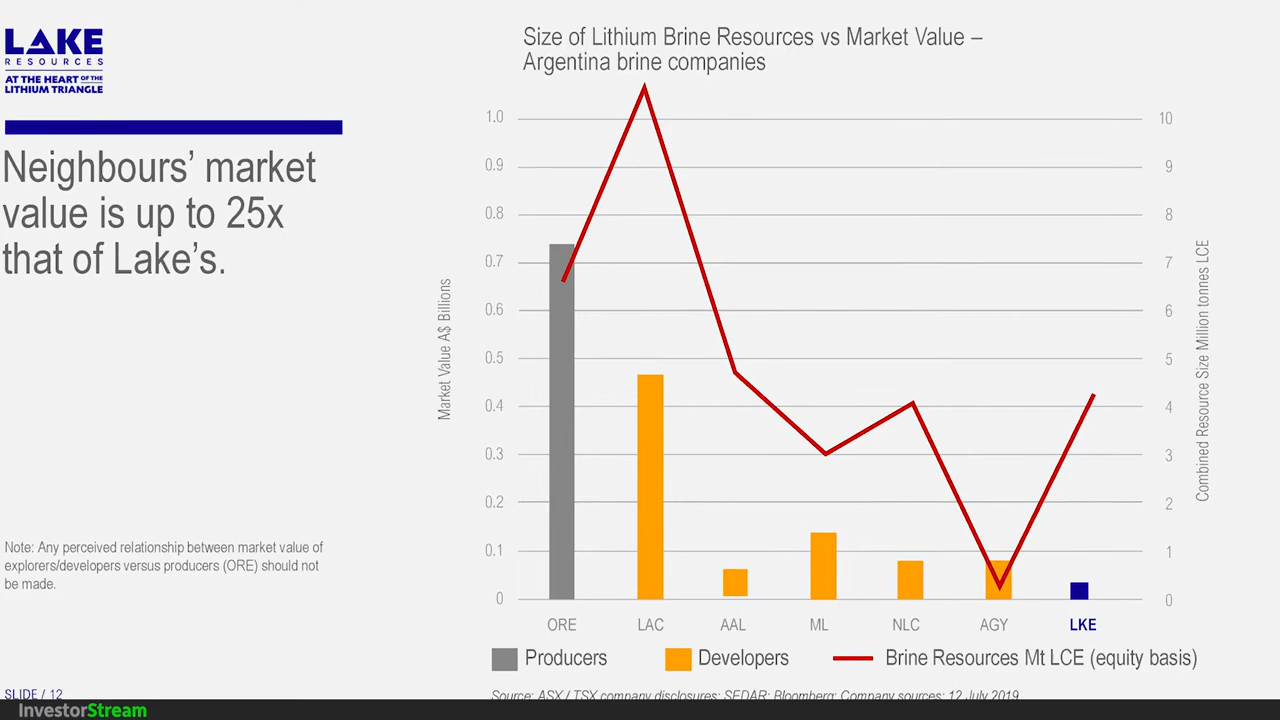 LAKE
RESOURCES
AT THE HEART OF THE
LITHIUM TRIANGLE
Neighbours' market
value is up to 25x
that of Lake's.
Note: Any perceived relationship between market value of
explorers/developers versus producers (ORE) should not
be made.
SLIDE / 12
Size of Lithium Brine Resources vs Market Value –
Argentina brine companies
Market Value A$ Billions
1.0
0.9
0.8
0.7
0.6
0.5
0.4
0.3
0.2
0.1
0
10
9
8
7
6
5
4
3
2
1
0
Combined Resource Size Million tonnes LCE
ORE LAC AAL ML NLC AGY LKE
Producers Developers Brine Resources Mt LCE (equity basis)
Source: ASX / TSX company disclosures; SEDAR; Bloomberg; Company sources; 12 July 2019
InvestorStream